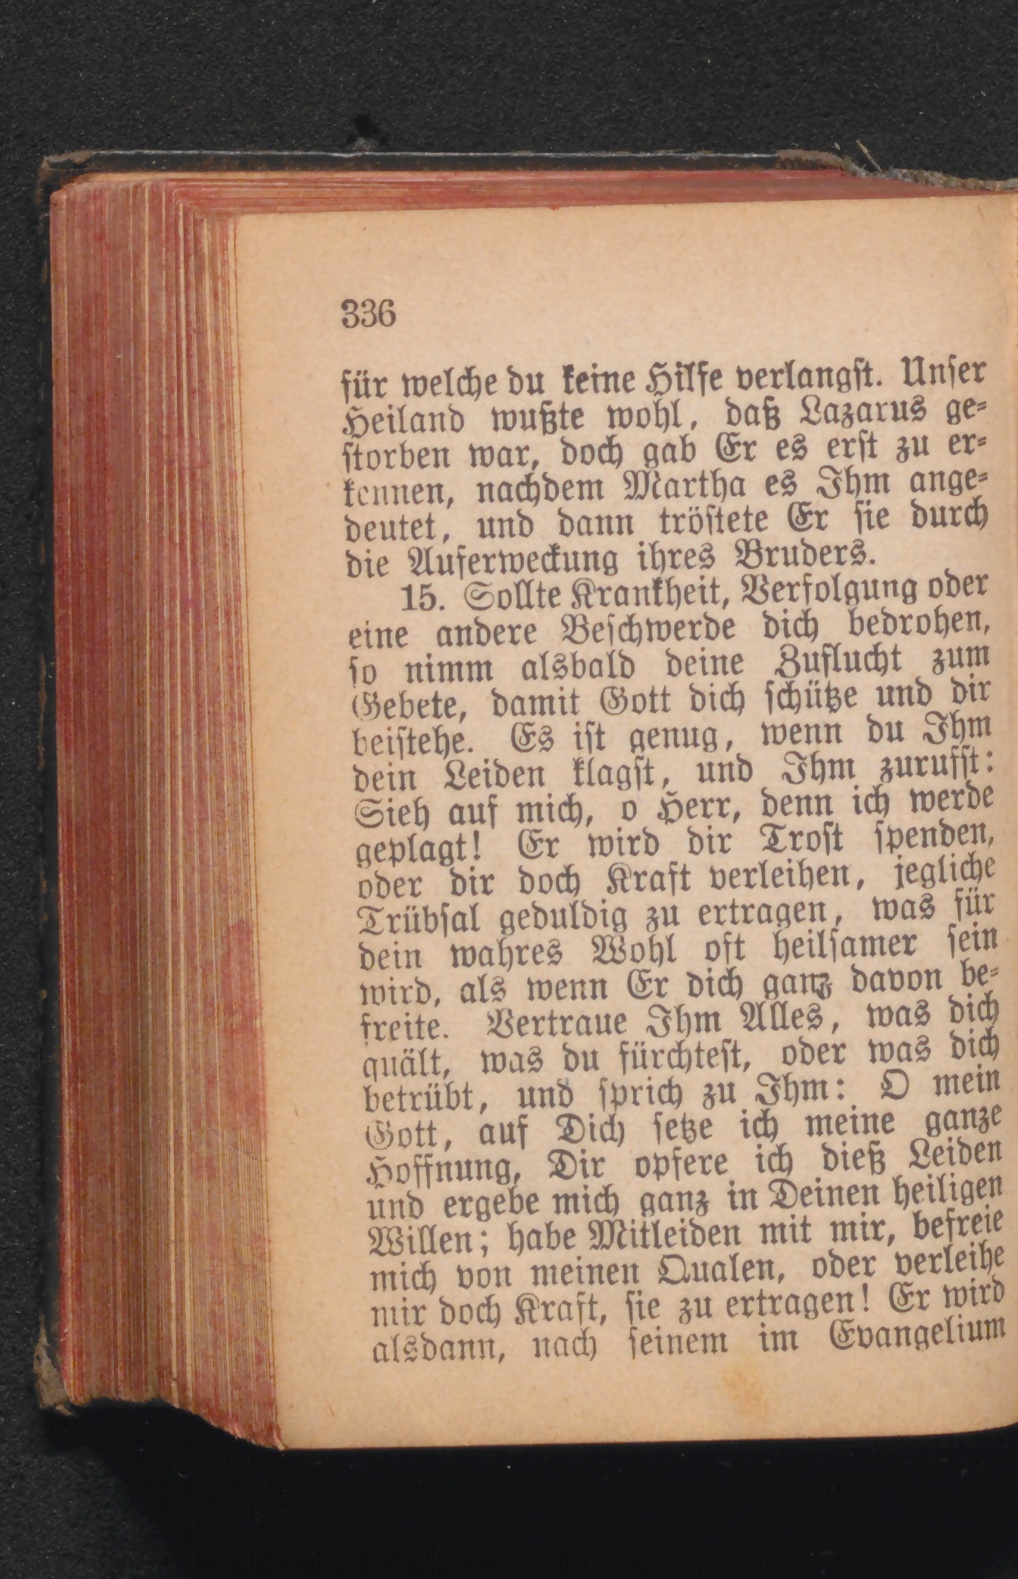 336
für welche du keine Hilfe verlangst. Unser
Heiland wußte wohl, daß Lazarus ge-
storben war, doch gab Er es erst zu er-
kennen, nachdem Martha es Ihm ange-
deutet, und dann tröstete Er sie durch
die Auferweckung ihres Bruders.
15. Sollte Krankheit, Verfolgung oder
eine andere Beschwerde dich bedrohen,
so nimm alsbald deine Zuflucht zum
Gebete, damit Gott dich schütze und dir
beistehe. Es ist genug, wenn du Ihm
dein Leiden klagst, und Ihm zurufst:
Sieh auf mich, o Herr, denn ich werde
geplagt! Er wird dir Trost spenden,
oder dir doch Kraft verleihen, jegliche
Trübsal geduldig zu ertragen, was für
dein wahres Wohl oft heilsamer sein
wird, als wenn Er dich ganz davon be-
freite. Vertraue Ihm Alles, was dich
quält, was du fürchtest, oder was dich
betrübt, und sprich zu Ihm: O mein
Gott, auf Dich setze ich meine ganze
Hoffnung, Dir opfere ich dieß Leiden
und ergebe mich ganz in Deinen heiligen
Willen; habe Mitleiden mit mir, befreie
mich von meinen Qualen, oder verleihe
mir doch Kraft, sie zu ertragen! Er wird
alsdann, nach seinem im Evangelium